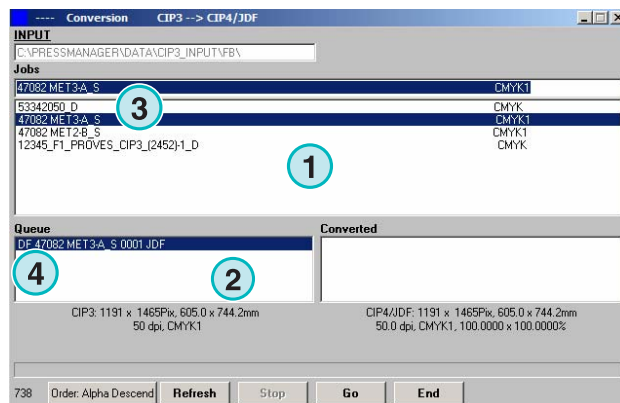 ---- Conversion CIP3 --> CIP4/JDF
INPUT
C:\PRESSMANAGER\DATA\CIP3_INPUT\FB\
Jobs
47082 MET3-A_S CMYK1
53342050_D CMYK
47082 MET3-A_S CMYK1
47082 MET2-B_S CMYK1
12345_F1_PROVES_CIP3_(2452)-1_D CMYK
3
1
Queue Converted
DF 47082 MET3-A_S 0001 JDF
4
2
CIP3: 1191 x 1465Pix, 605.0 x 744.2mm CIP4/JDF: 1191 x 1465Pix, 605.0 x 744.2mm
50 dpi, CMYK1 50.0 dpi, CMYK1, 100.0000 x 100.0000%
738 Order: Alpha Descend Refresh Stop Go End